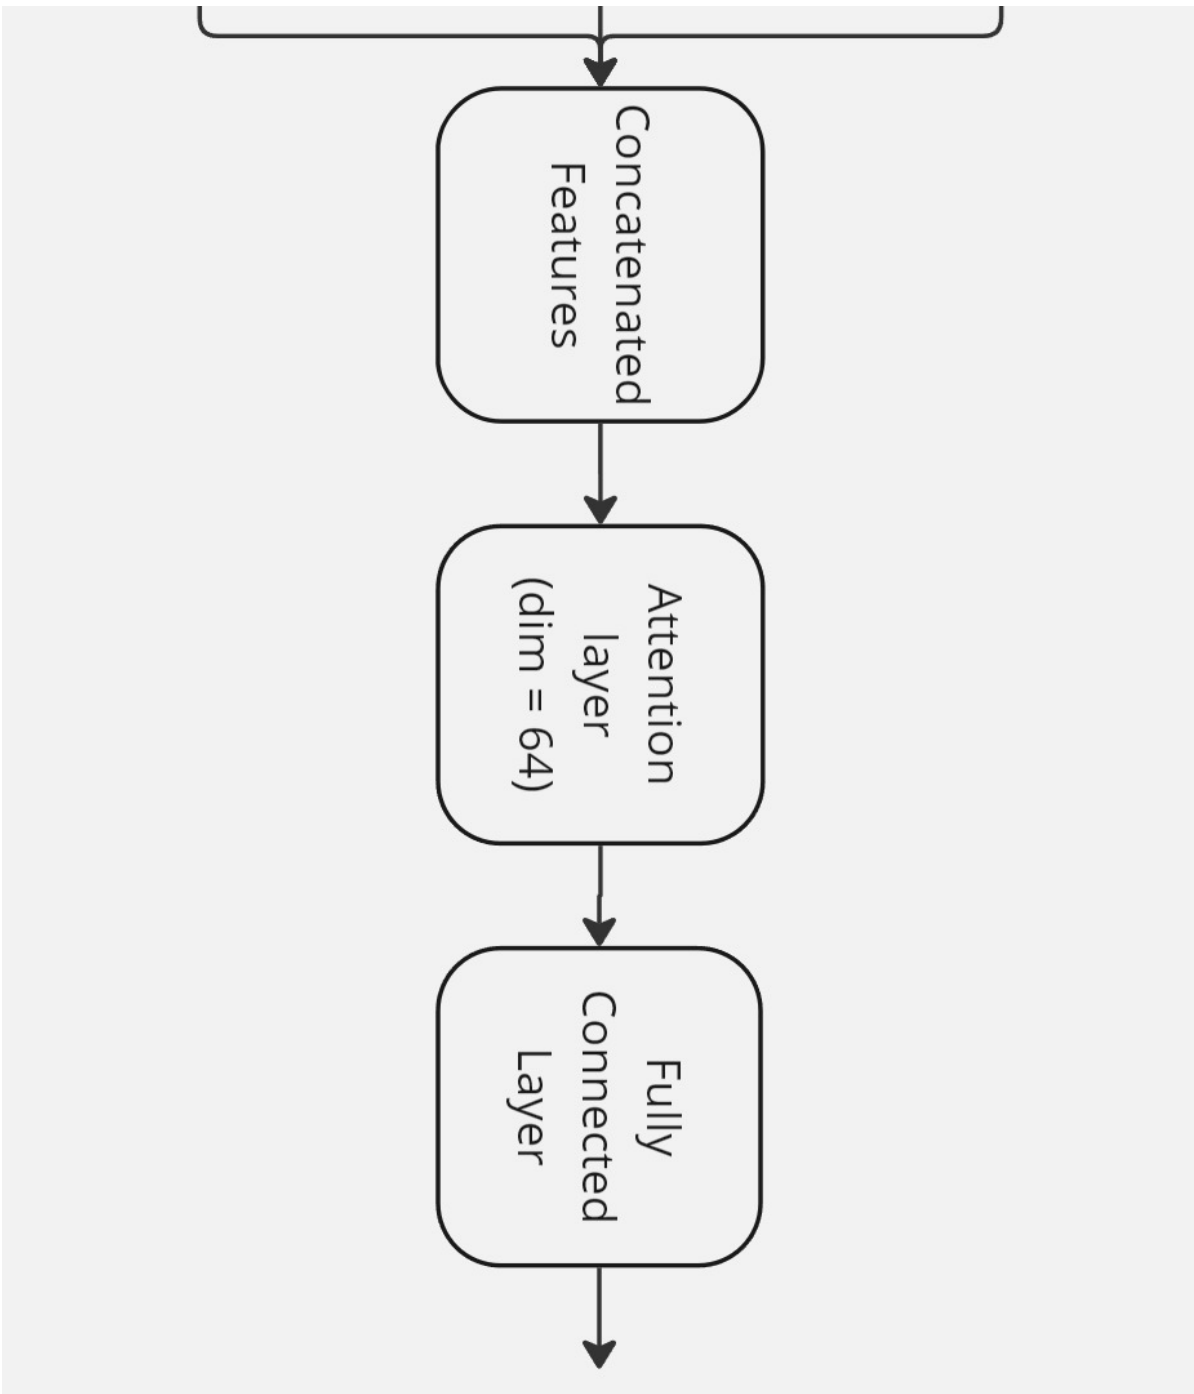 Concatenated
Features
Attention
layer
(dim = 64)
Fully
Connected
Layer